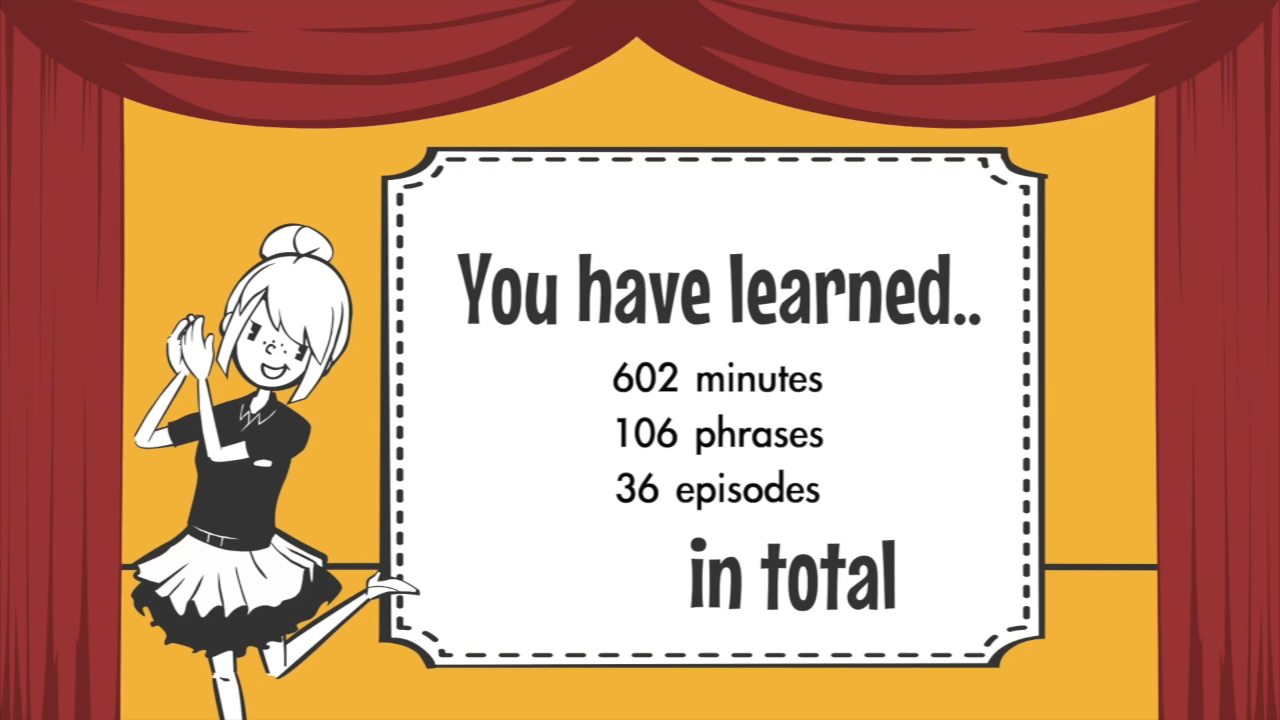 You have learned..
602 minutes
106 phrases
36 episodes
in total